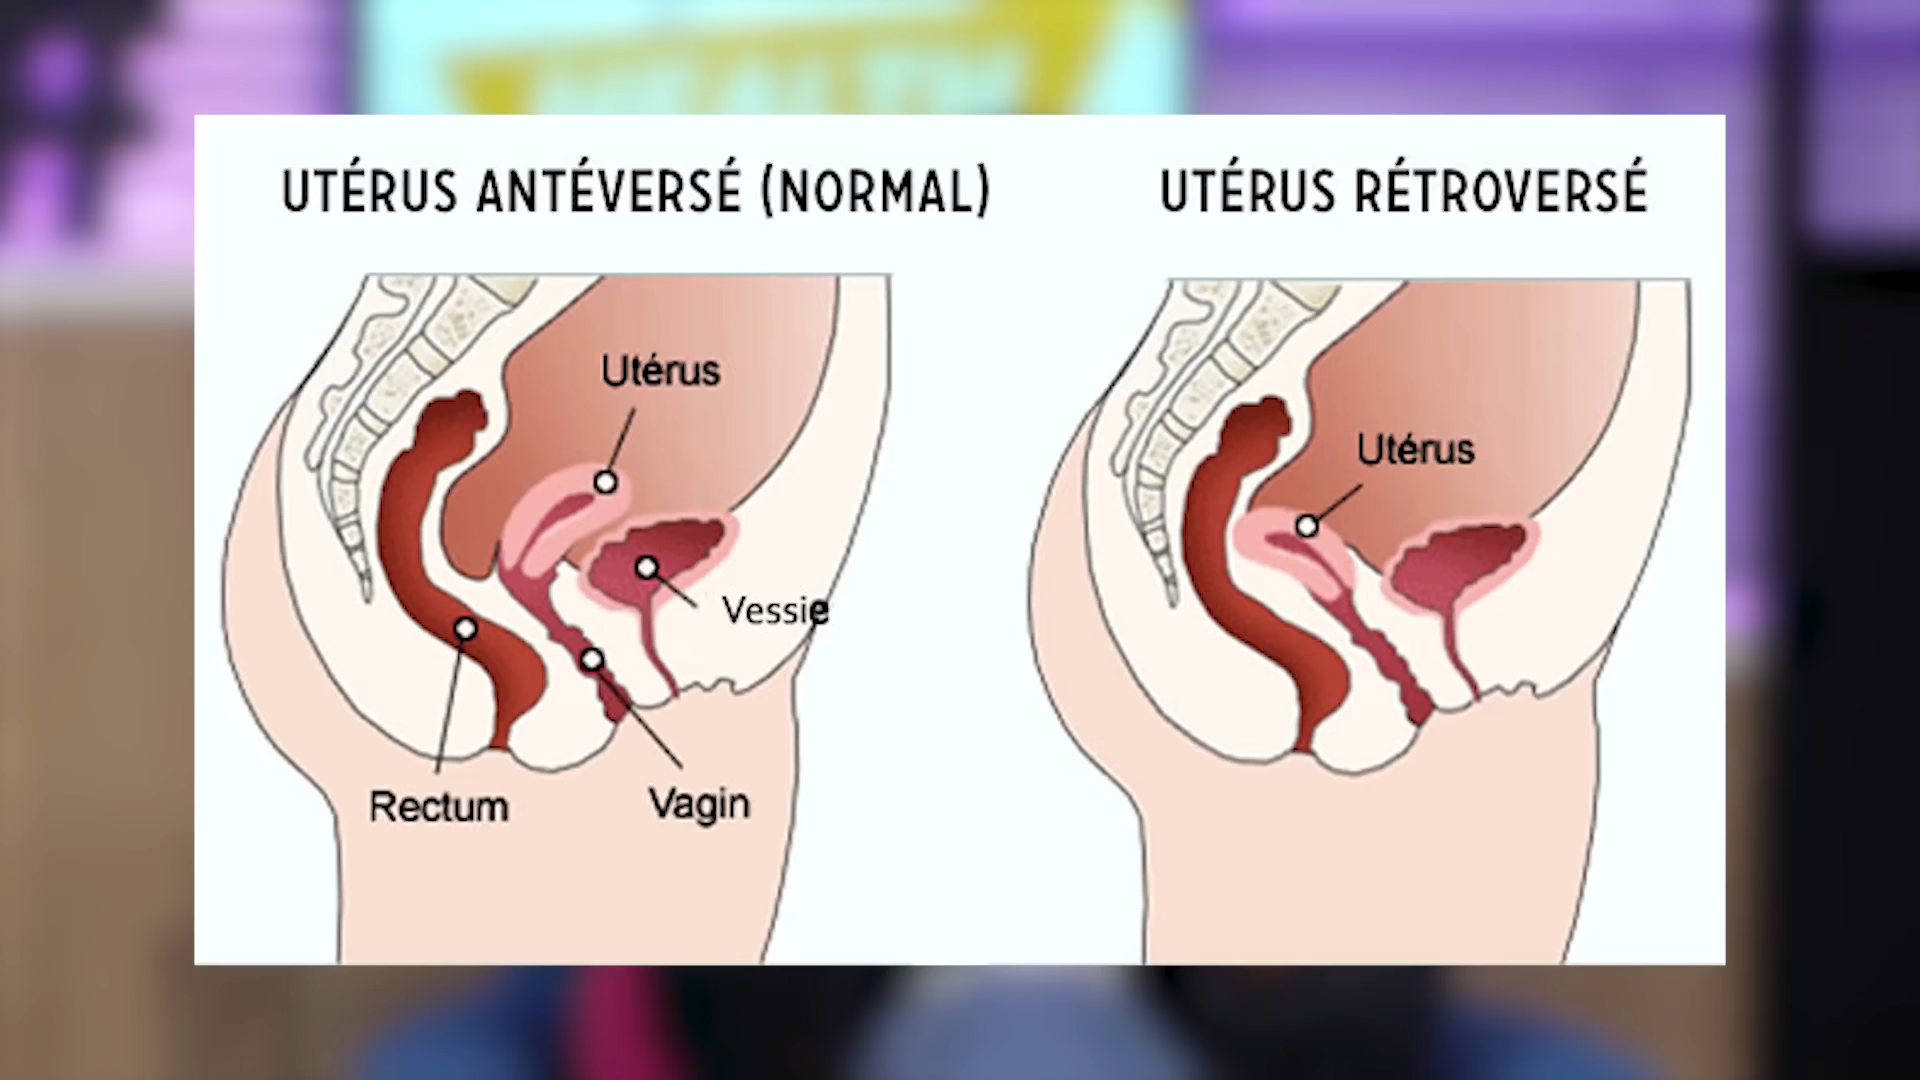 UTÉRUS ANTÉVERSÉ (NORMAL)
UTÉRUS RÉTROVERSÉ
Utérus
Utérus
Vessie
Rectum
Vagin